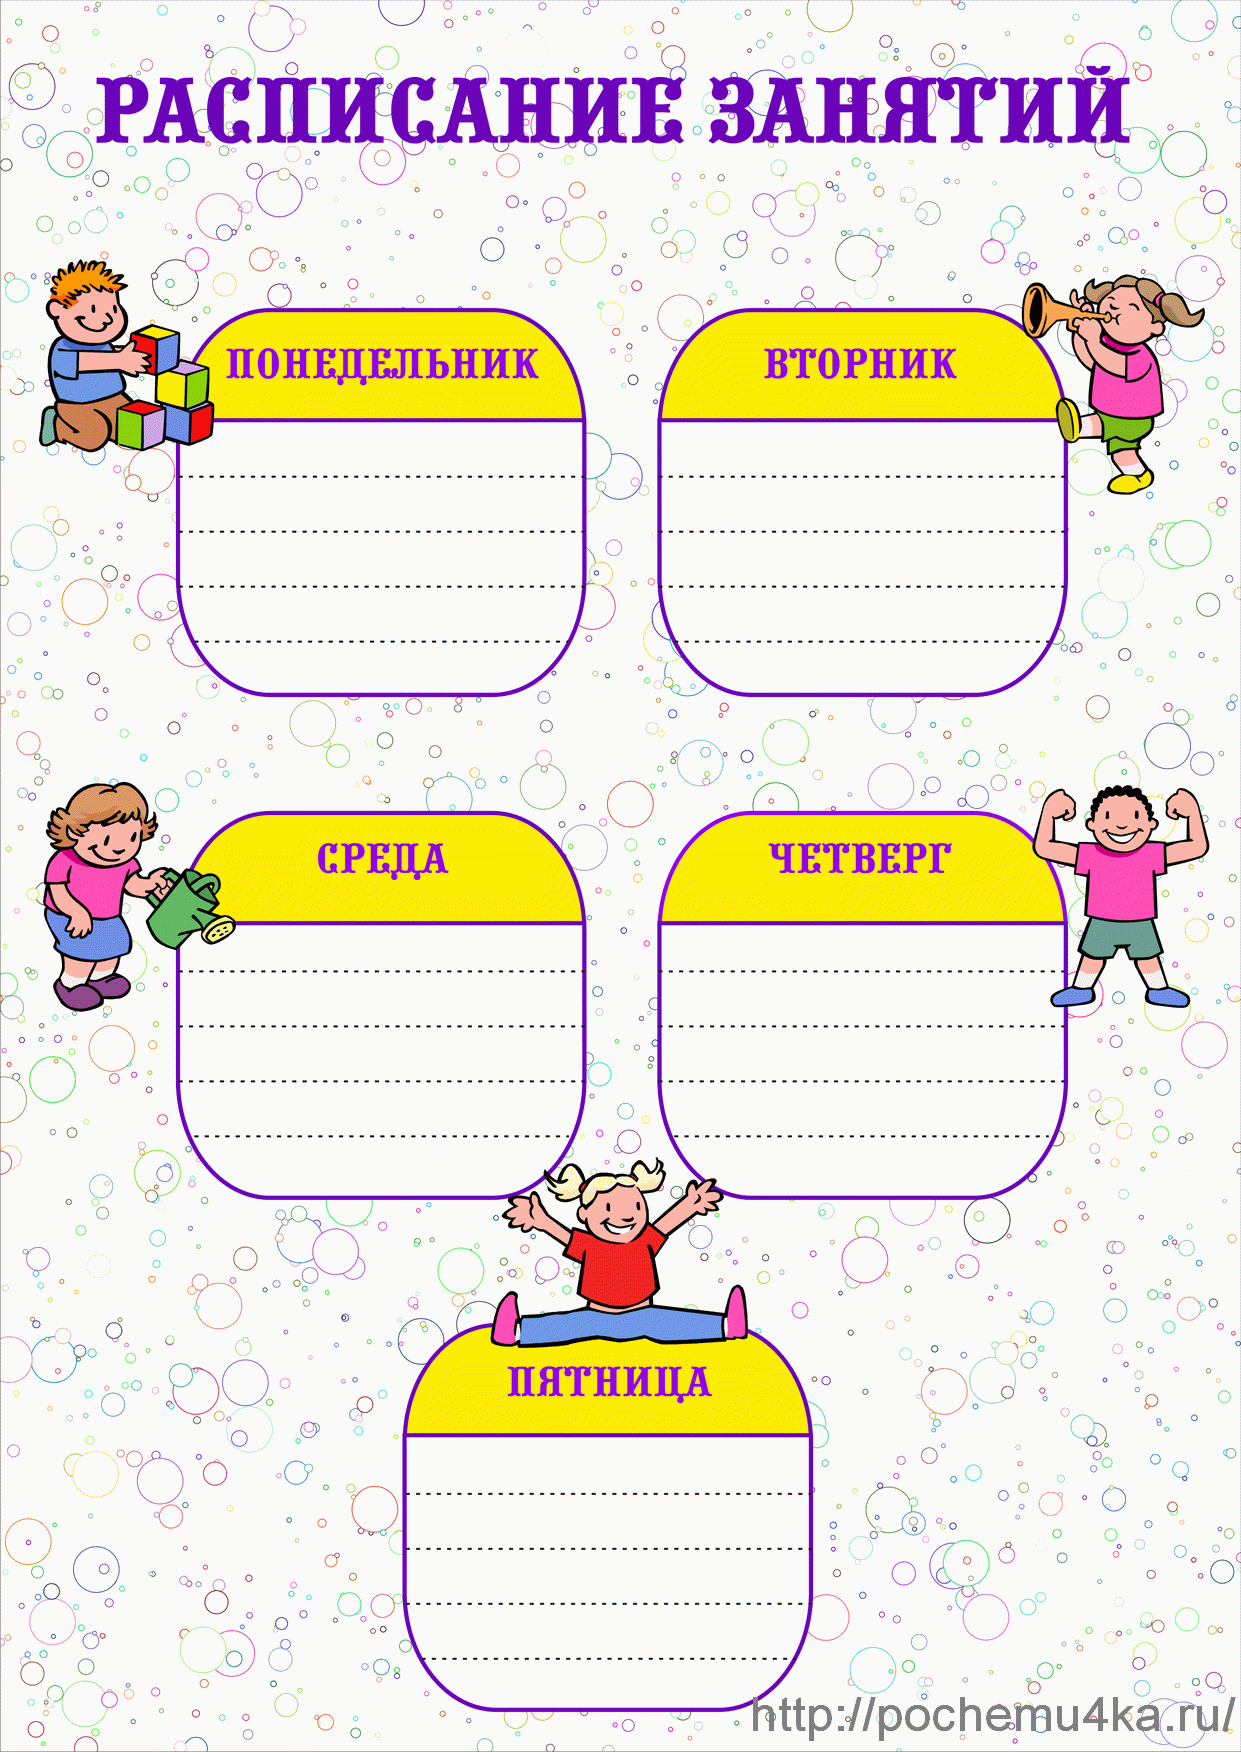 РАСПИСАНИЕ ЗАНЯТИЙ
ПОНЕДЕЛЬНИК
ВТОРНИК
СРЕДА
ЧЕТВЕРГ
ПЯТНИЦА
http://pochemu4ka.ru/